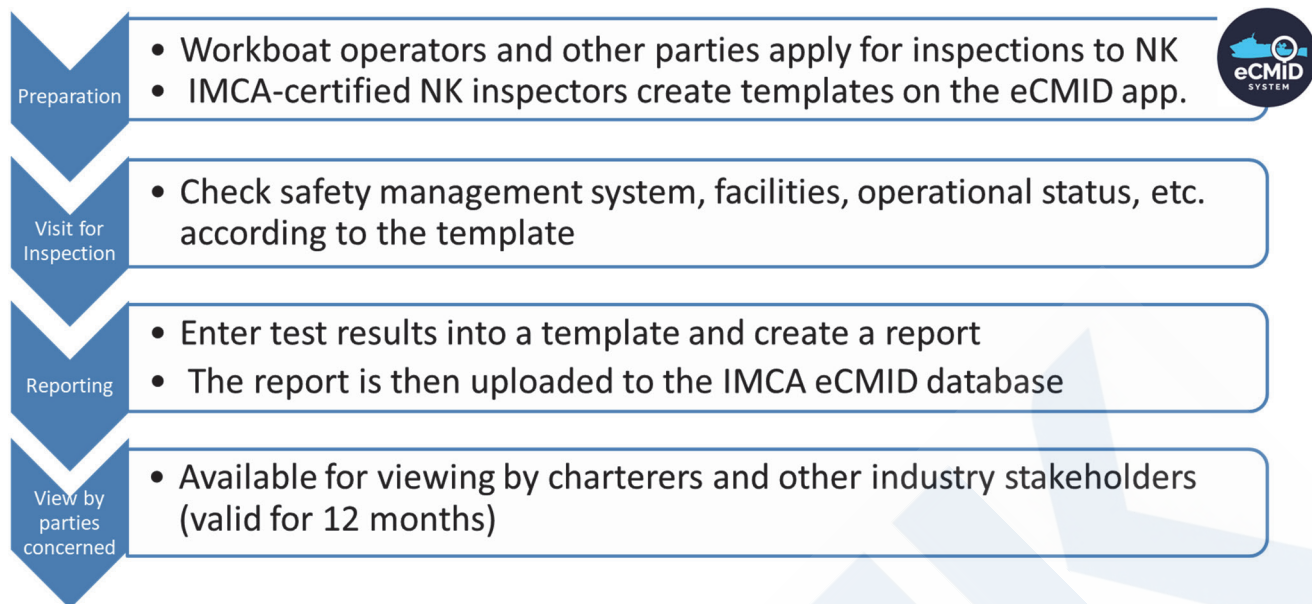 Preparation
• Workboat operators and other parties apply for inspections to NK
• IMCA-certified NK inspectors create templates on the eCMID app.
eCMiD
SYSTEM
Visit for
Inspection
• Check safety management system, facilities, operational status, etc.
according to the template
Reporting
• Enter test results into a template and create a report
• The report is then uploaded to the IMCA eCMID database
View by
parties
concerned
• Available for viewing by charterers and other industry stakeholders
(valid for 12 months)